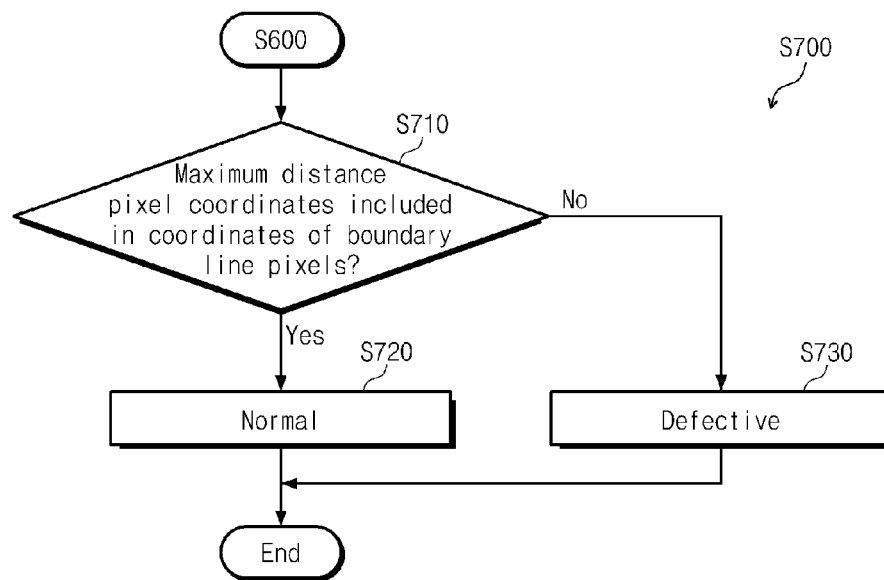 S600
S700
S710
Maximum distance
pixel coordinates included
in coordinates of boundary
line pixels?
No
Yes
S720
S730
Normal
Defective
End